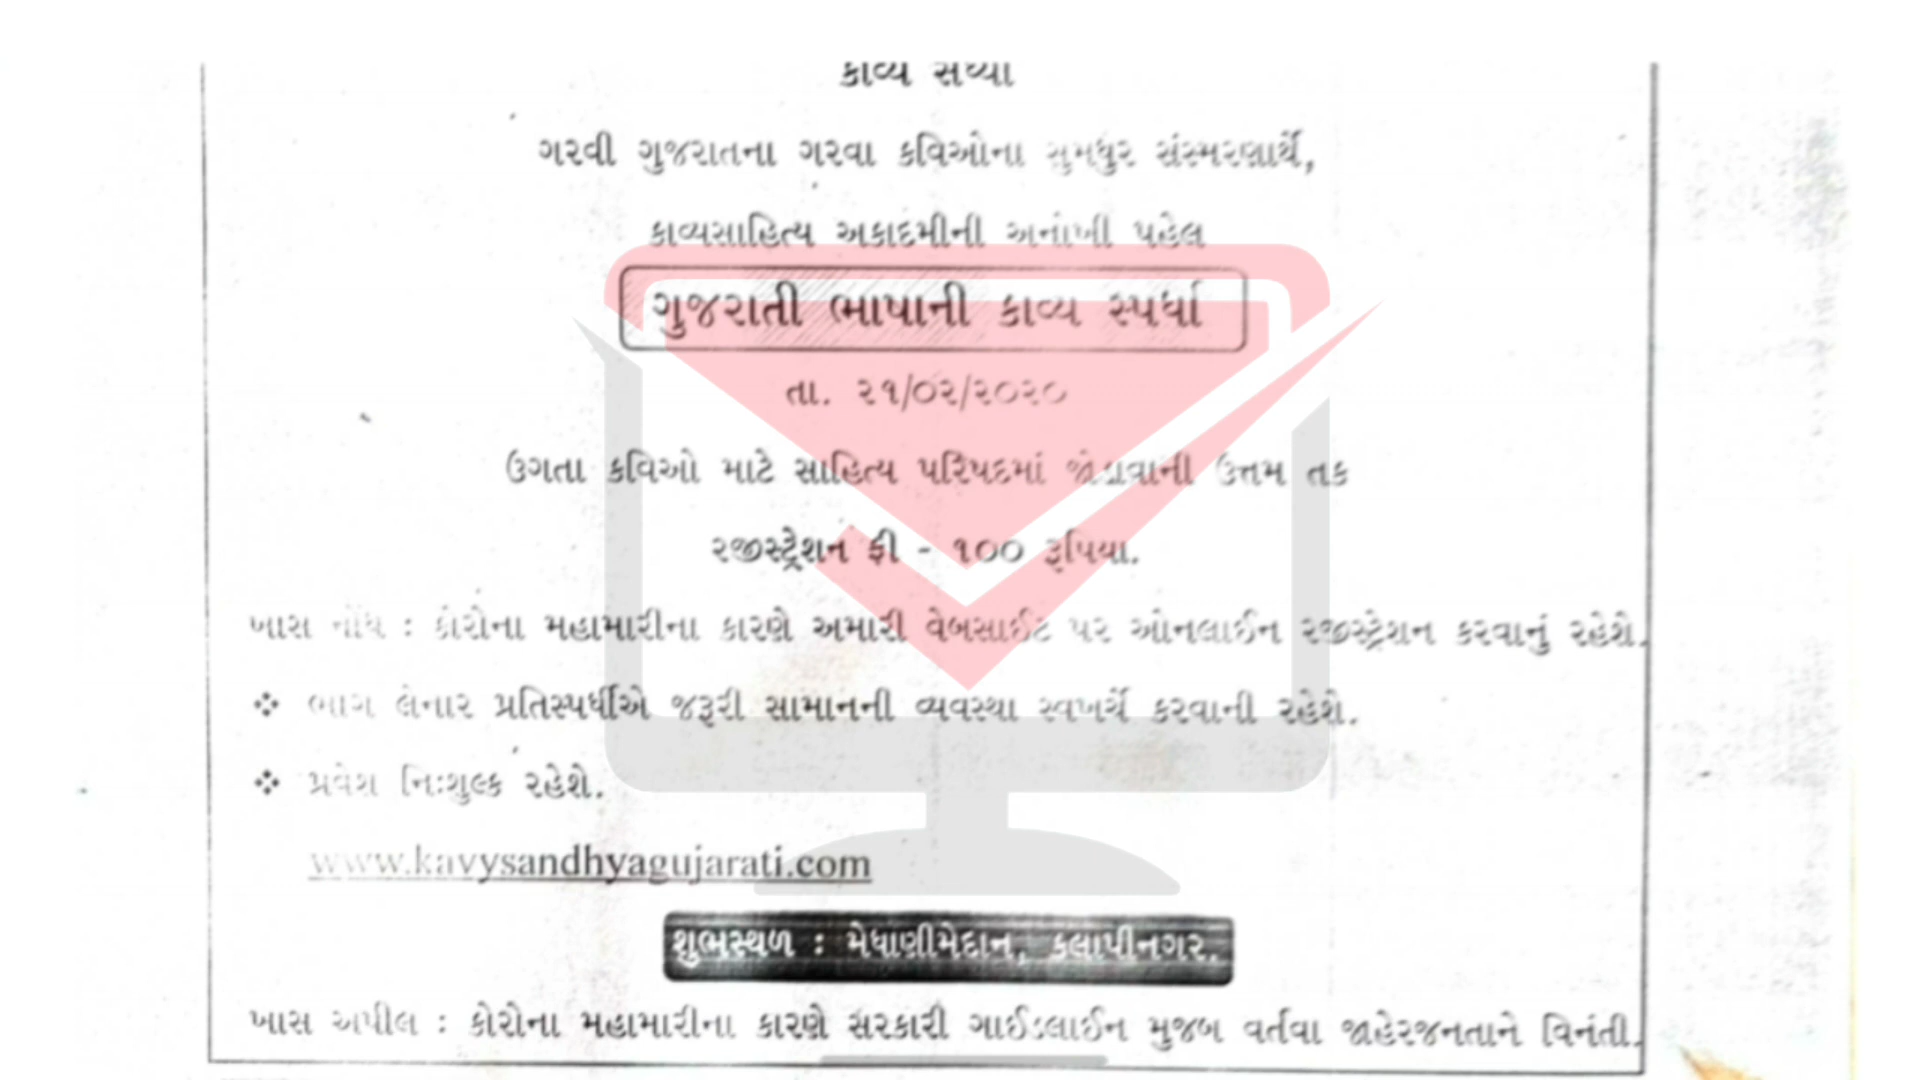 કાવ્ય સંધ્યા
ગરવી ગુજરાતના ગરવા કવિઓના સુમધુર સંસ્મરણાર્થે,
કાવ્યસાહિત્ય અકાદમીની અનોખી પહેલ
ગુજરાતી ભાષાની કાવ્ય સ્પર્ધા
તા. ૨૧/૦૨/૨૦૨૦
ઉગતા કવિઓ માટે સાહિત્ય પરિષદમાં જોડાવાની ઉત્તમ તક
રજીસ્ટ્રેશન ફી - ૧૦૦ રૂપિયા.
ખાસ નોંધ : કોરોના મહામારીના કારણે અમારી વેબસાઈટ પર ઓનલાઈન રજીસ્ટ્રેશન કરવાનું રહેશે.
❖ ભાગ લેનાર પ્રતિસ્પર્ધીએ જરૂરી સામાનની વ્યવસ્થા સ્વખર્ચે કરવાની રહેશે.
❖ પ્રવેશ નિઃશુલ્ક રહેશે.
www.kavysandhyagujarati.com
શુભસ્થળ : મેઘાણીમેદાન, કલાપીનગર.
ખાસ અપીલ : કોરોના મહામારીના કારણે સરકારી ગાઈડલાઈન મુજબ વર્તવા જાહેરજનતાને વિનંતી.